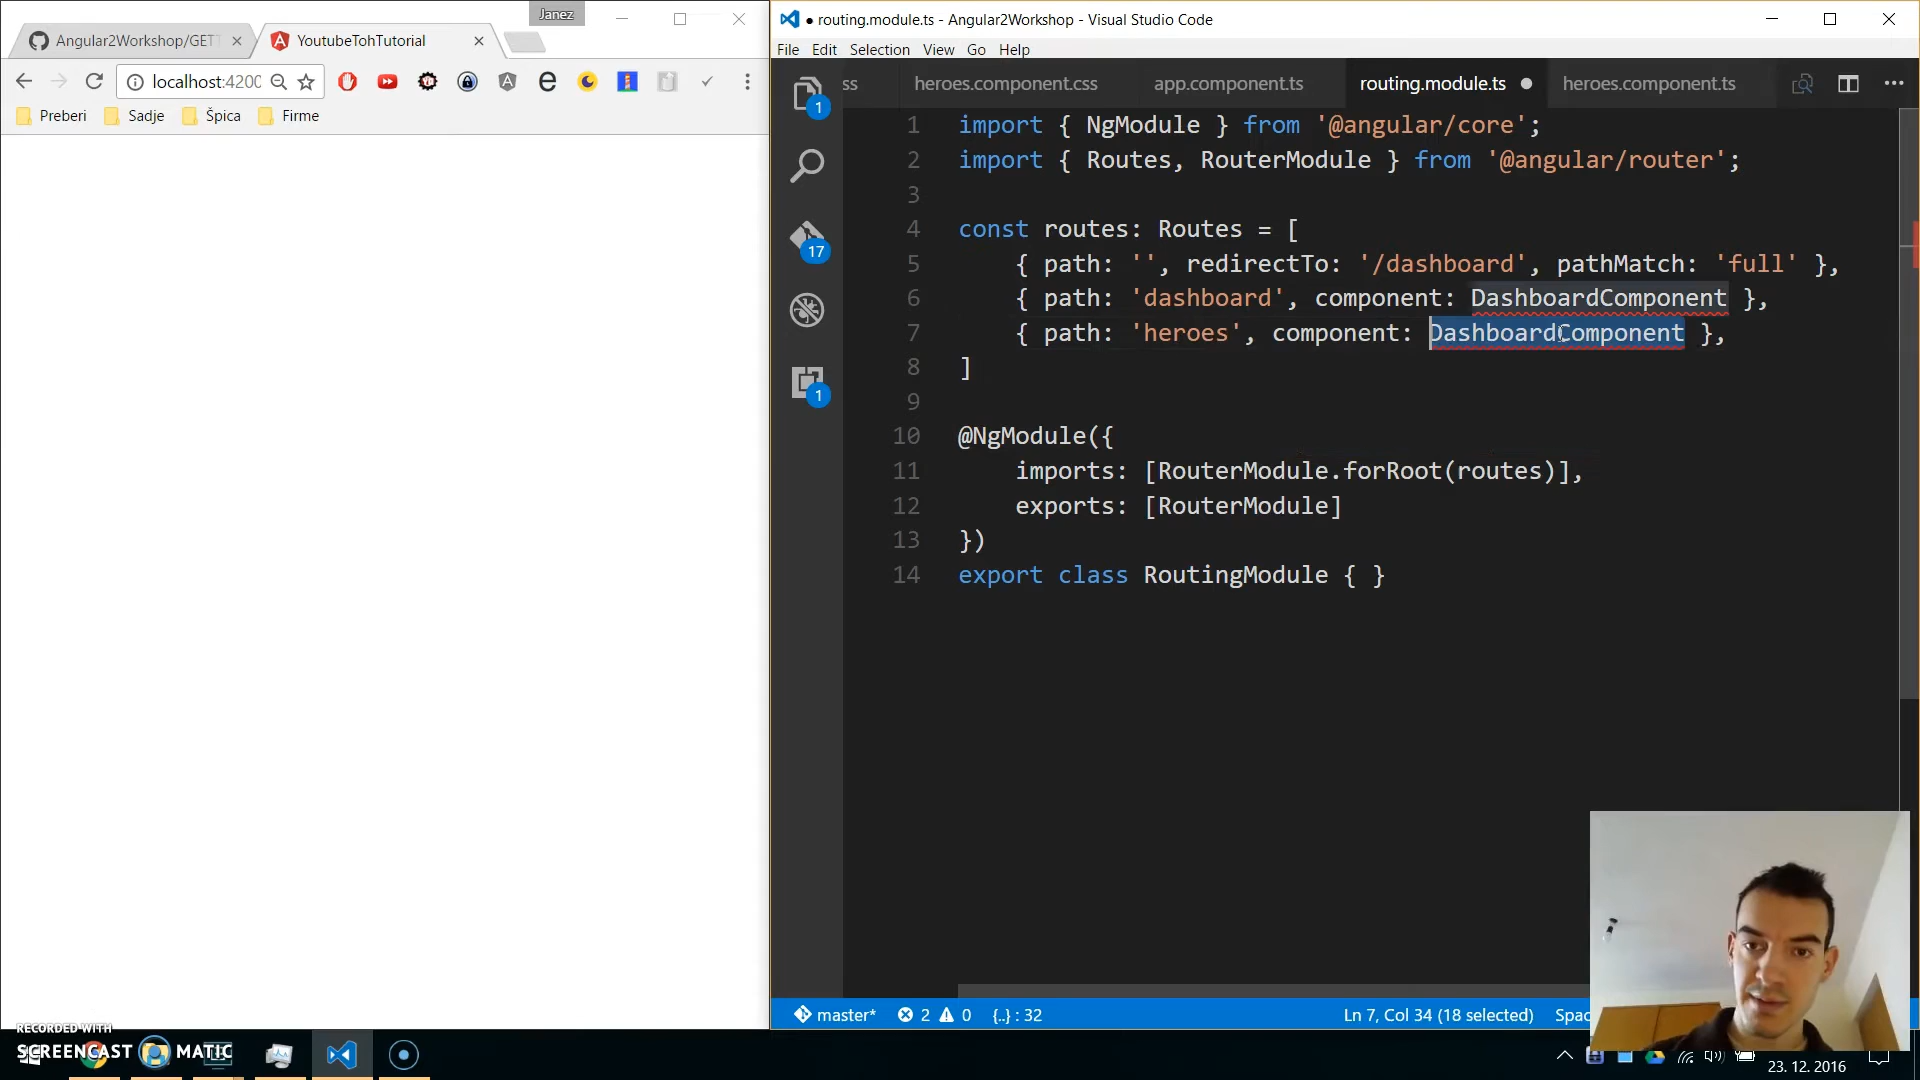 Janez
Angular2Workshop/GET
YoutubeTohTutorial
localhost:4200
Preberi
Sadje
Špica
Firme
routing.module.ts - Angular2Workshop - Visual Studio Code
File Edit Selection View Go Help
ss
heroes.component.css
app.component.ts
routing.module.ts
heroes.component.ts
1
17
1
1 import { NgModule } from '@angular/core';
2 import { Routes, RouterModule } from '@angular/router';
3
4 const routes: Routes = [
5 { path: '', redirectTo: '/dashboard', pathMatch: 'full' },
6 { path: 'dashboard', component: DashboardComponent },
7 { path: 'heroes', component: DashboardComponent },
8 ]
9
10 @NgModule({
11 imports: [RouterModule.forRoot(routes)],
12 exports: [RouterModule]
13 })
14 export class RoutingModule { }
master* 2 0 {..} : 32
Ln 7, Col 34 (18 selected) Spac
RECORDED WITH
SCREENCAST MATIC
23. 12. 2016